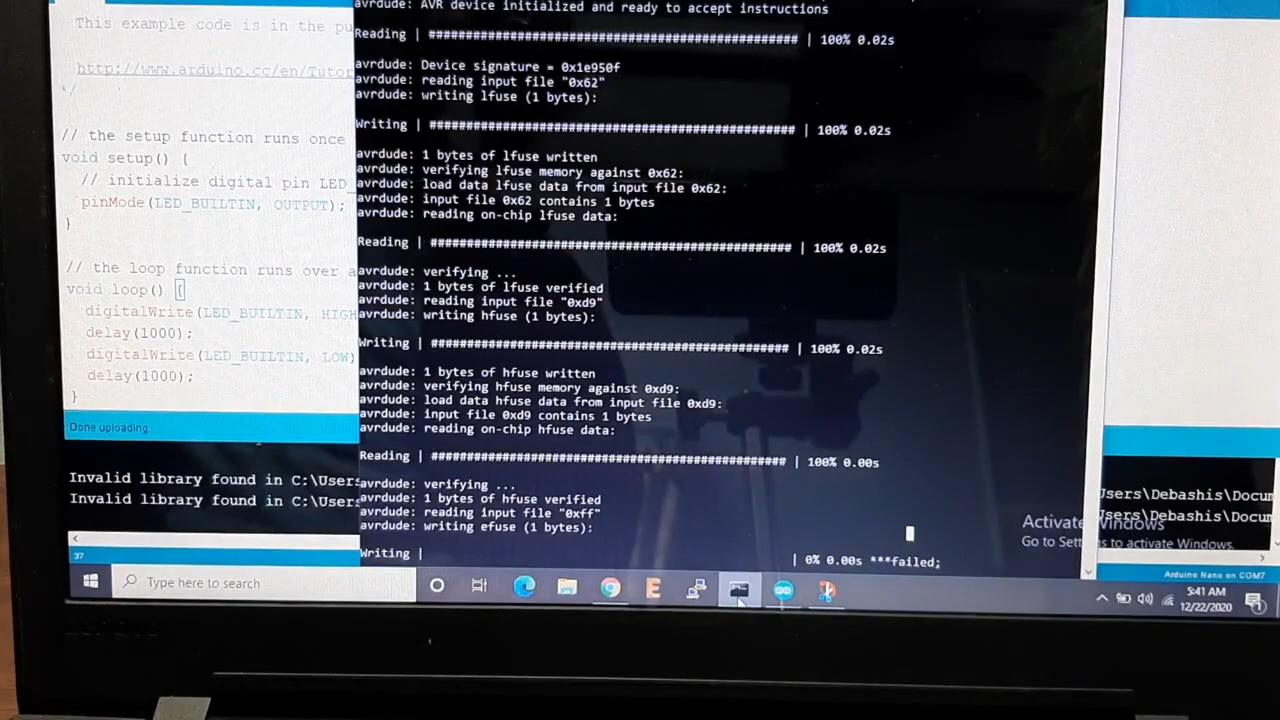 This example code is in the pu
http://www.arduino.cc/en/Tutor
*/
// the setup function runs once
void setup() {
// initialize digital pin LED_
pinMode(LED_BUILTIN, OUTPUT);
}
// the loop function runs over a
void loop() {
digitalWrite(LED_BUILTIN, HIGH
delay(1000);
digitalWrite(LED_BUILTIN, LOW)
delay(1000);
}
Done uploading.
Invalid library found in C:\Users
Invalid library found in C:\Users
37
avrdude: AVR device initialized and ready to accept instructions
Reading | ################################################## | 100% 0.02s
avrdude: Device signature = 0x1e950f
avrdude: reading input file "0x62"
avrdude: writing lfuse (1 bytes):
Writing | ################################################## | 100% 0.02s
avrdude: 1 bytes of lfuse written
avrdude: verifying lfuse memory against 0x62:
avrdude: load data lfuse data from input file 0x62:
avrdude: input file 0x62 contains 1 bytes
avrdude: reading on-chip lfuse data:
Reading | ################################################## | 100% 0.02s
avrdude: verifying ...
avrdude: 1 bytes of lfuse verified
avrdude: reading input file "0xd9"
avrdude: writing hfuse (1 bytes):
Writing | ################################################## | 100% 0.02s
avrdude: 1 bytes of hfuse written
avrdude: verifying hfuse memory against 0xd9:
avrdude: load data hfuse data from input file 0xd9:
avrdude: input file 0xd9 contains 1 bytes
avrdude: reading on-chip hfuse data:
Reading | ################################################## | 100% 0.00s
avrdude: verifying ...
avrdude: 1 bytes of hfuse verified
avrdude: reading input file "0xff"
avrdude: writing efuse (1 bytes):
Writing | | 0% 0.00s ***failed;
Users\Debashis\Docum
Users\Debashis\Docum
Activate Windows
Go to Settings to activate Windows.
Arduino Nano on COM7
Type here to search
5:41 AM
12/22/2020
lenovo